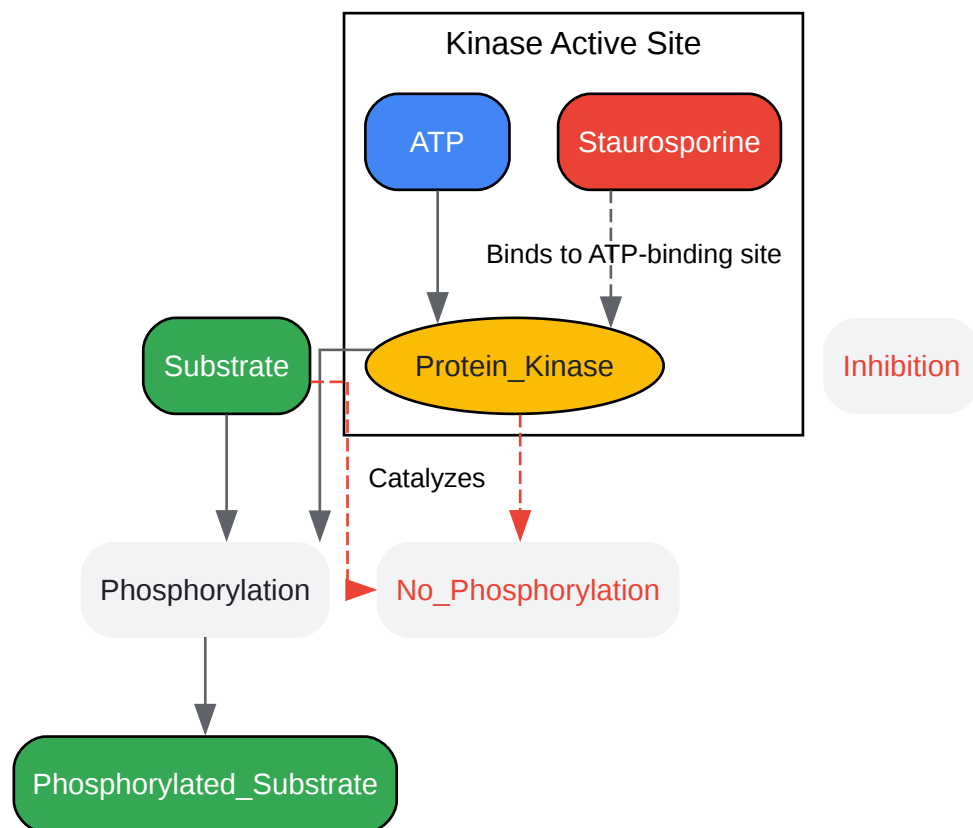 Kinase Active Site
ATP
Staurosporine
Binds to ATP-binding site
Substrate
Protein_Kinase
Inhibition
Catalyzes
Phosphorylation
No_Phosphorylation
Phosphorylated_Substrate